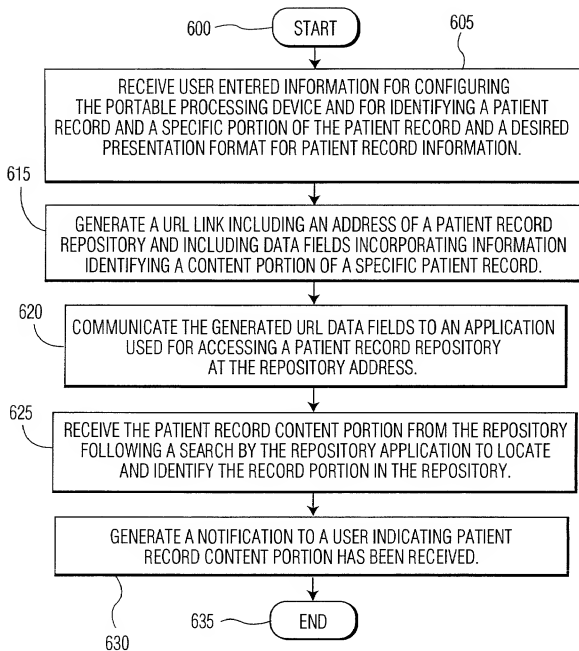 600
START
605
RECEIVE USER ENTERED INFORMATION FOR CONFIGURING
THE PORTABLE PROCESSING DEVICE AND FOR IDENTIFYING A PATIENT
RECORD AND A SPECIFIC PORTION OF THE PATIENT RECORD AND A DESIRED
PRESENTATION FORMAT FOR PATIENT RECORD INFORMATION.
615
GENERATE A URL LINK INCLUDING AN ADDRESS OF A PATIENT RECORD
REPOSITORY AND INCLUDING DATA FIELDS INCORPORATING INFORMATION
IDENTIFYING A CONTENT PORTION OF A SPECIFIC PATIENT RECORD.
620
COMMUNICATE THE GENERATED URL DATA FIELDS TO AN APPLICATION
USED FOR ACCESSING A PATIENT RECORD REPOSITORY
AT THE REPOSITORY ADDRESS.
625
RECEIVE THE PATIENT RECORD CONTENT PORTION FROM THE REPOSITORY
FOLLOWING A SEARCH BY THE REPOSITORY APPLICATION TO LOCATE
AND IDENTIFY THE RECORD PORTION IN THE REPOSITORY.
GENERATE A NOTIFICATION TO A USER INDICATING PATIENT
RECORD CONTENT PORTION HAS BEEN RECEIVED.
630
635
END